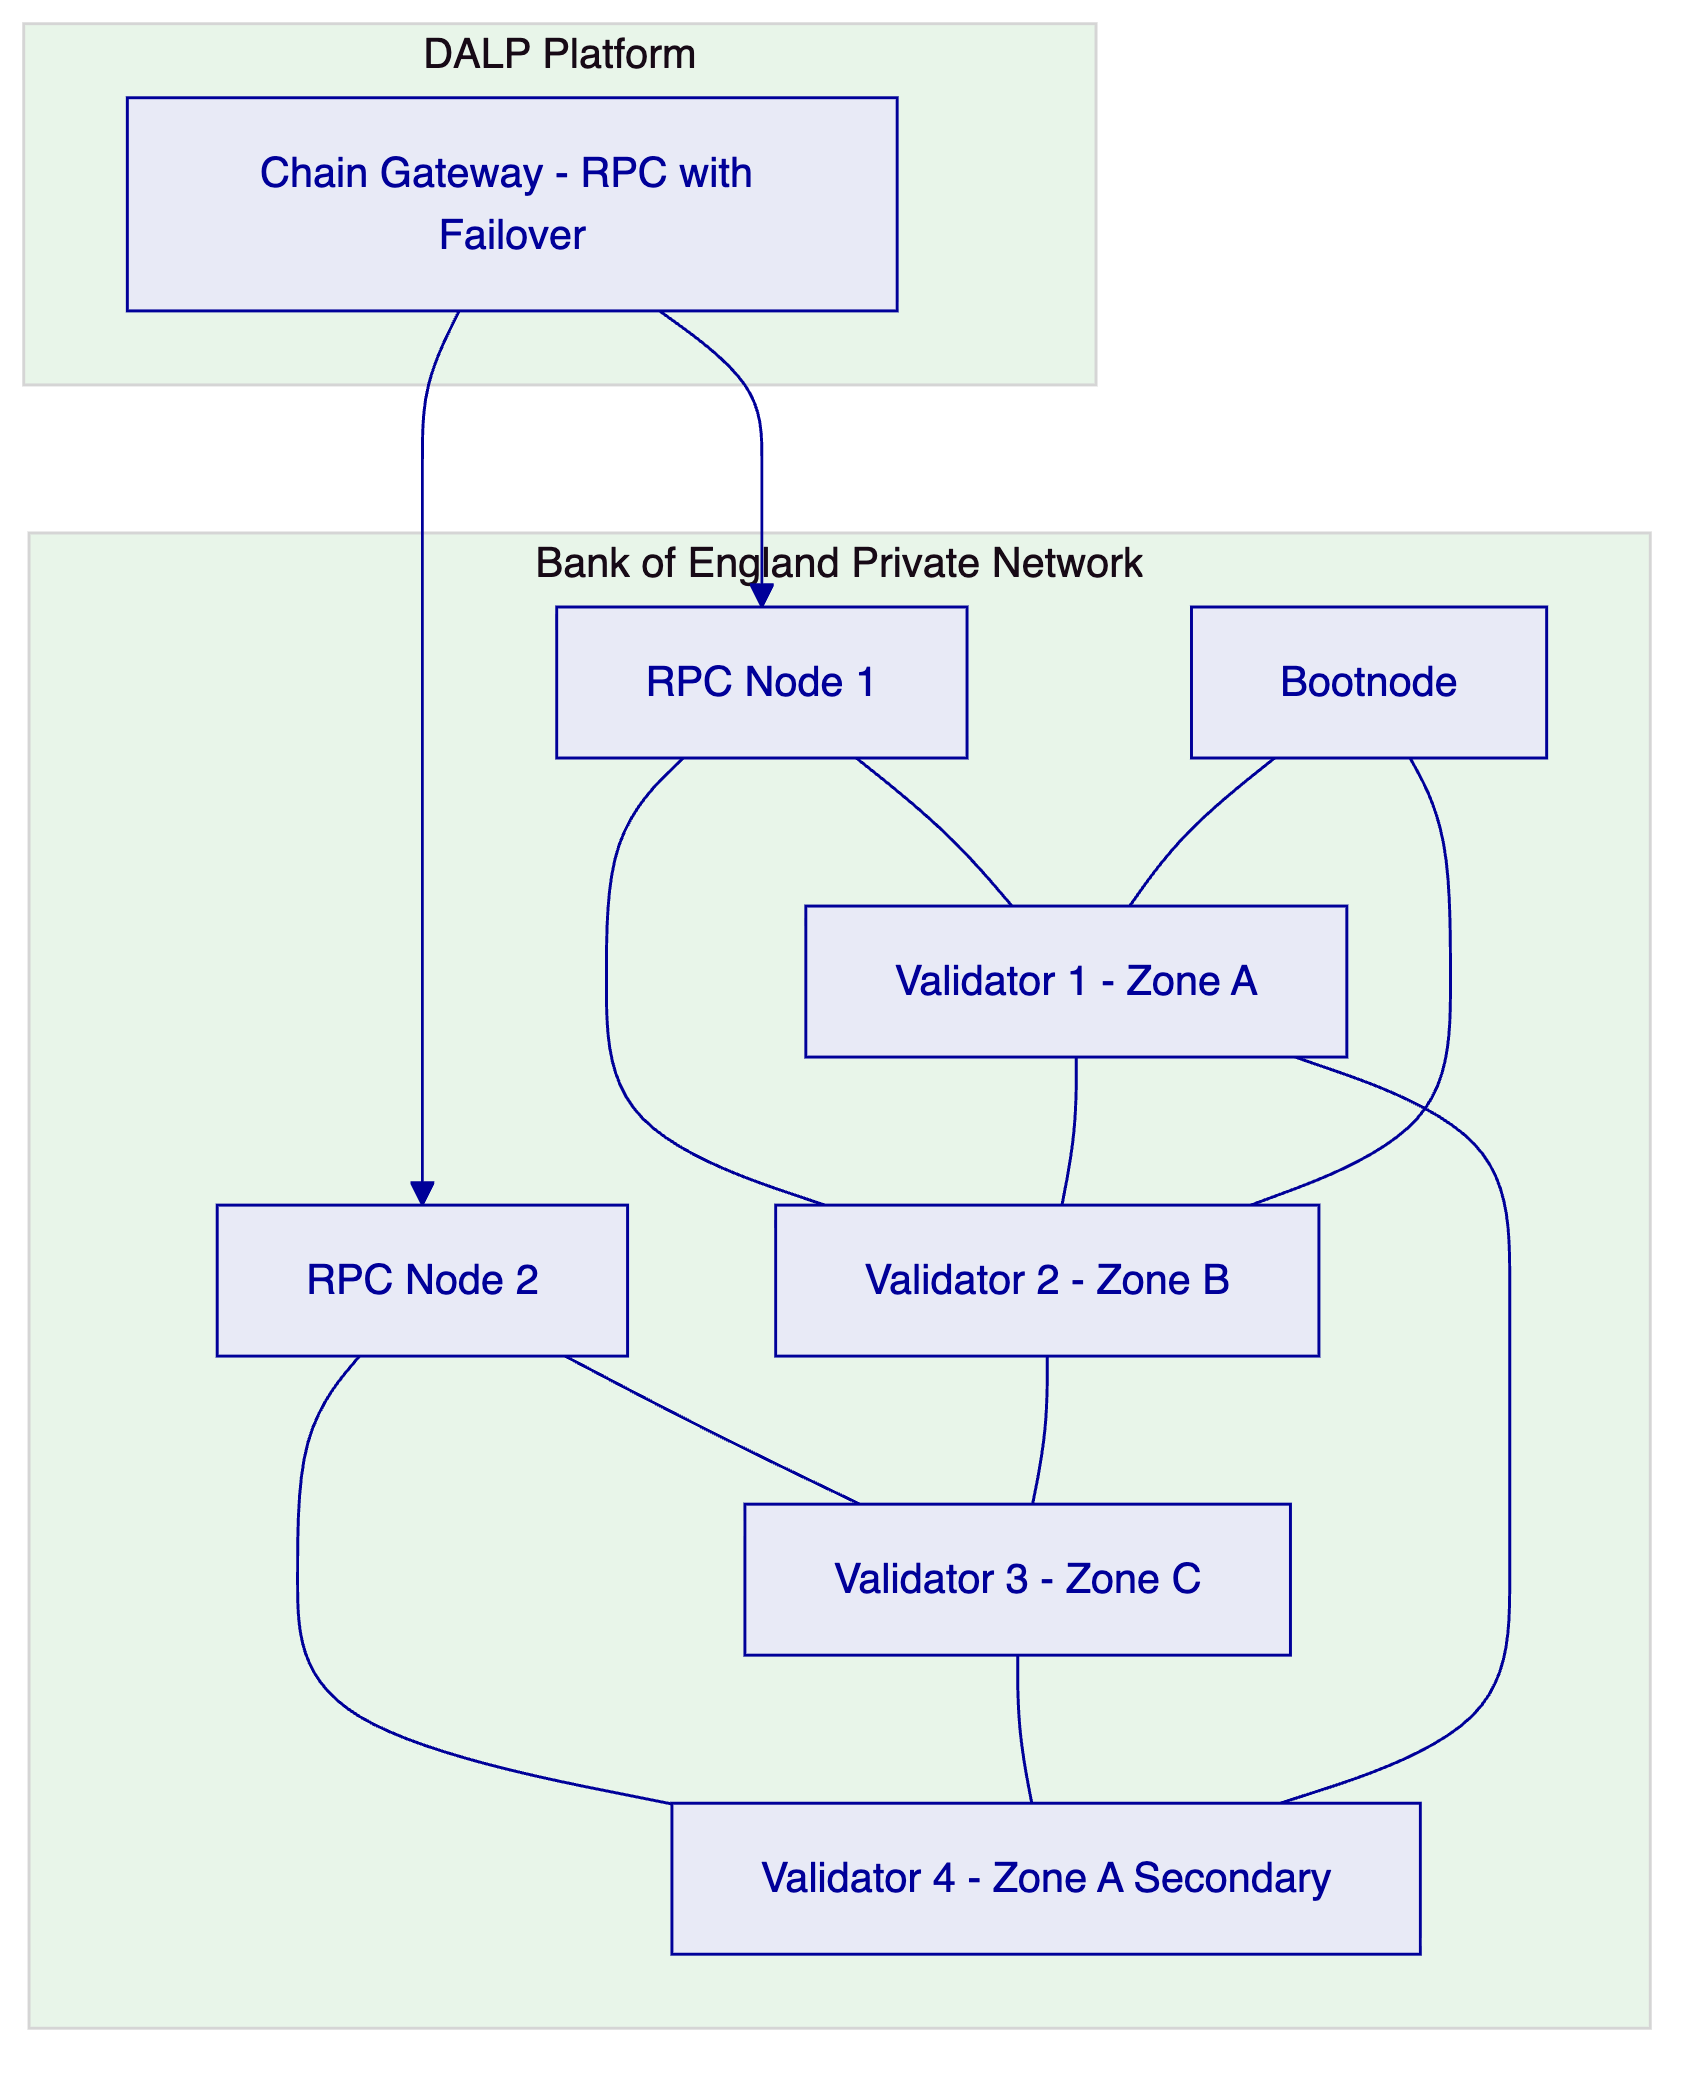 DALP Platform
Chain Gateway - RPC with
Failover
Bank of England Private Network
RPC Node 1
Bootnode
Validator 1 - Zone A
RPC Node 2
Validator 2 - Zone B
Validator 3 - Zone C
Validator 4 - Zone A Secondary